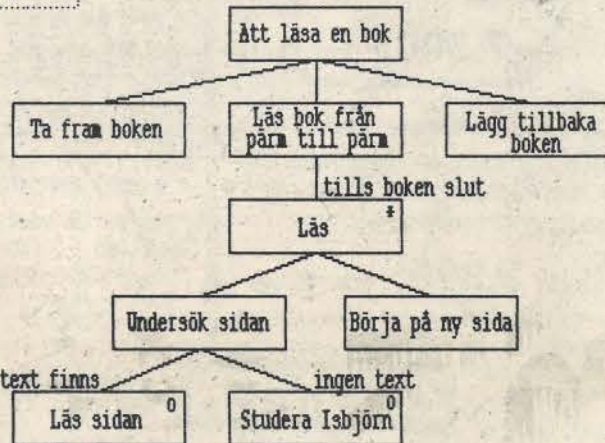 Att läsa en bok
Ta fram boken
Läs bok från
pärm till pärm
Lägg tillbaka
boken
tills boken slut
*
Läs
Undersök sidan
Börja på ny sida
text finns
ingen text
0
Läs sidan
0
Studera Isbjörn